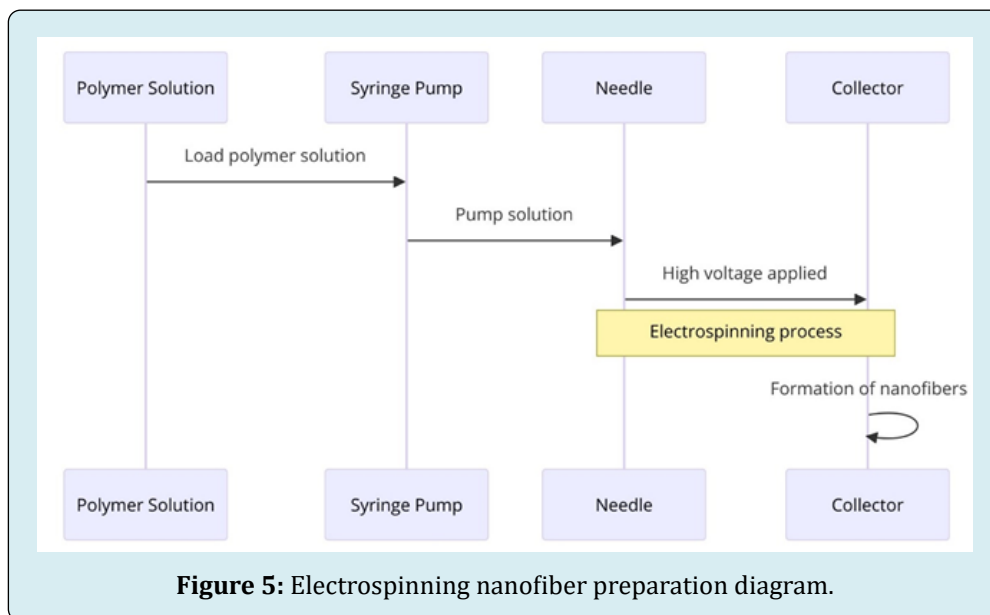 Polymer Solution Syringe Pump Needle Collector
Load polymer solution
Pump solution
High voltage applied
Electrospinning process
Formation of nanofibers
Polymer Solution Syringe Pump Needle Collector
Figure 5: Electrospinning nanofiber preparation diagram.